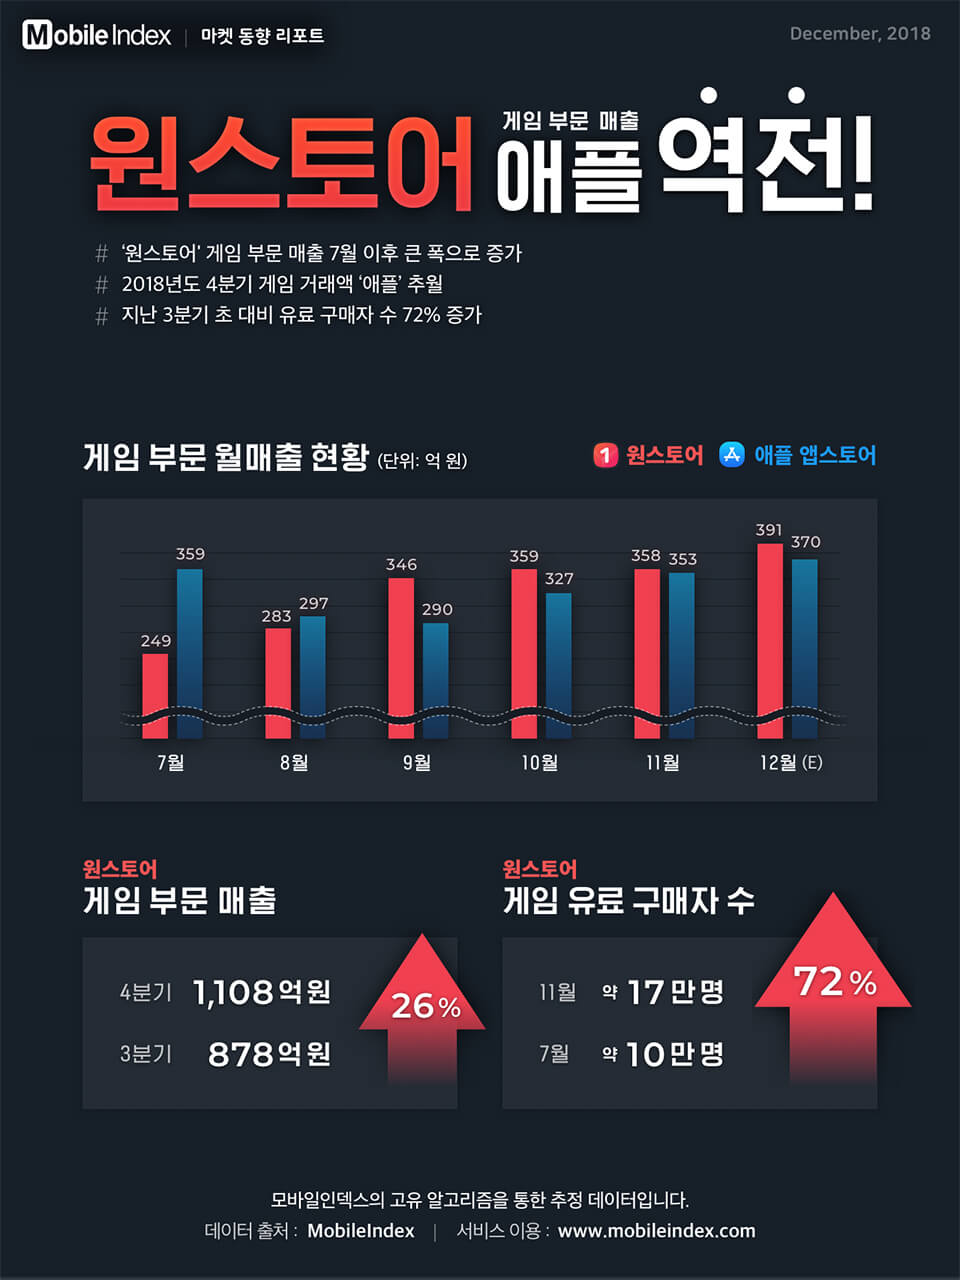 Mobile Index | 마켓 동향 리포트
December, 2018
게임 부문 매출
원스토어 애플 역전!
# ‘원스토어' 게임 부문 매출 7월 이후 큰 폭으로 증가
# 2018년도 4분기 게임 거래액 ‘애플’ 추월
# 지난 3분기 초 대비 유료 구매자 수 72% 증가
게임 부문 월매출 현황 (단위: 억 원)
1 원스토어 애플 앱스토어
249 359 283 297 346 290 359 327 358 353 391 370
7월 8월 9월 10월 11월 12월 (E)
원스토어
게임 부문 매출
4분기 1,108억원
3분기 878억원
26%
원스토어
게임 유료 구매자 수
11월 약 17만명
7월 약 10만명
72%
모바일인덱스의 고유 알고리즘을 통한 추정 데이터입니다.
데이터 출처 : MobileIndex | 서비스 이용 : www.mobileindex.com